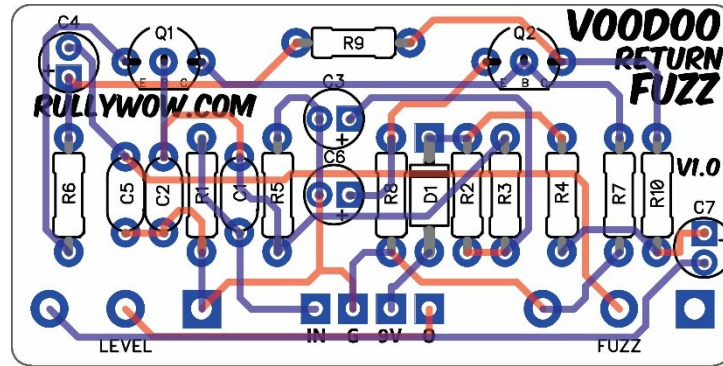 C4
Q1
R9
Q2
VOODOO
RETURN
FUZZ
E B C
E B C
+
RULLYWOW.COM
C3
+
C6
+
R6
C5
C2
R1
C1
R5
R8
D1
R2
R3
R4
R7
R10
V1.0
C7
+
LEVEL
IN G 9V O
FUZZ